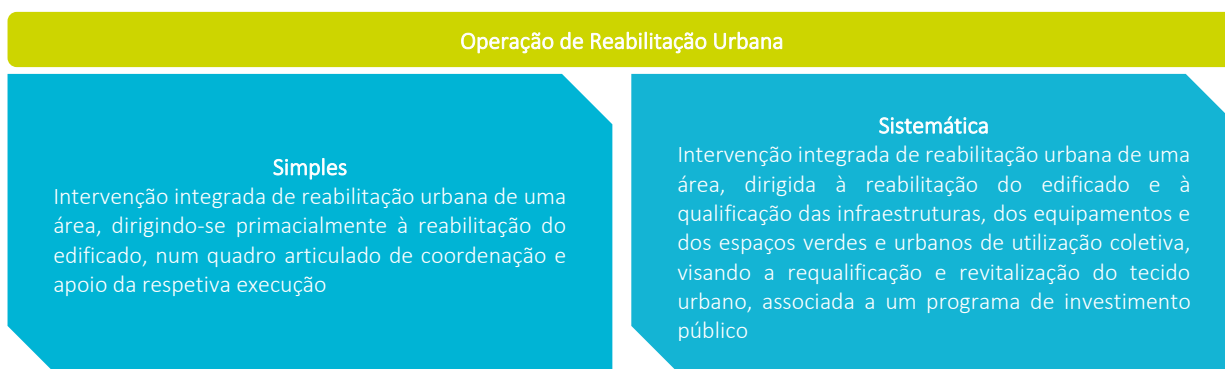 Operação de Reabilitação Urbana
Simples
Intervenção integrada de reabilitação urbana de uma
área, dirigindo-se primacialmente à reabilitação do
edificado, num quadro articulado de coordenação e
apoio da respetiva execução
Sistemática
Intervenção integrada de reabilitação urbana de uma
área, dirigida à reabilitação do edificado e à
qualificação das infraestruturas, dos equipamentos e
dos espaços verdes e urbanos de utilização coletiva,
visando a requalificação e revitalização do tecido
urbano, associada a um programa de investimento
público